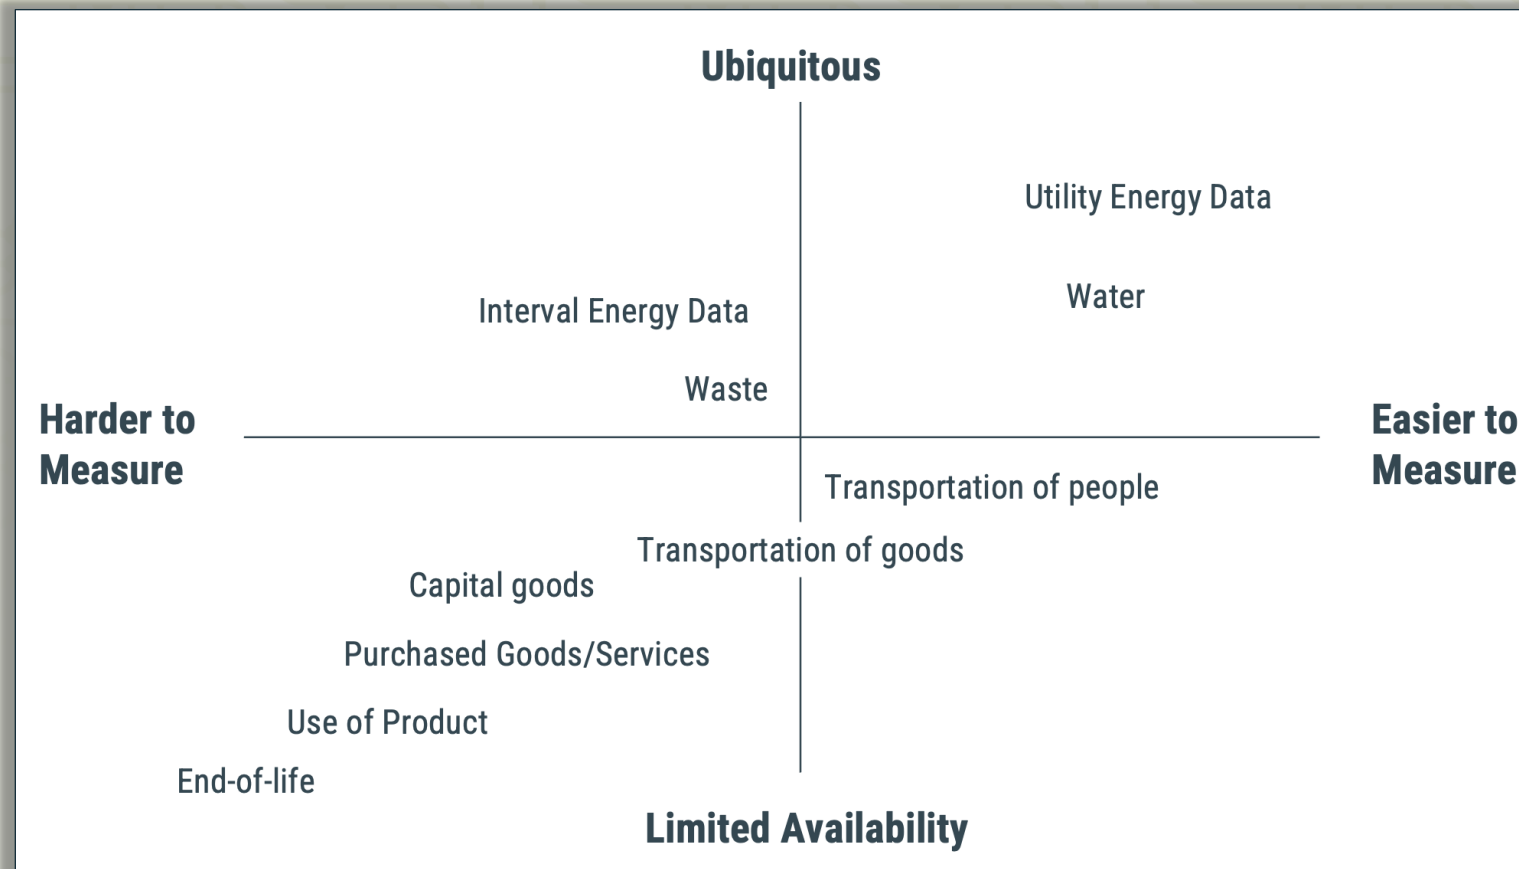 Ubiquitous
Utility Energy Data
Water
Interval Energy Data
Waste
Harder to
Measure
Easier to
Measure
Transportation of people
Transportation of goods
Capital goods
Purchased Goods/Services
Use of Product
End-of-life
Limited Availability